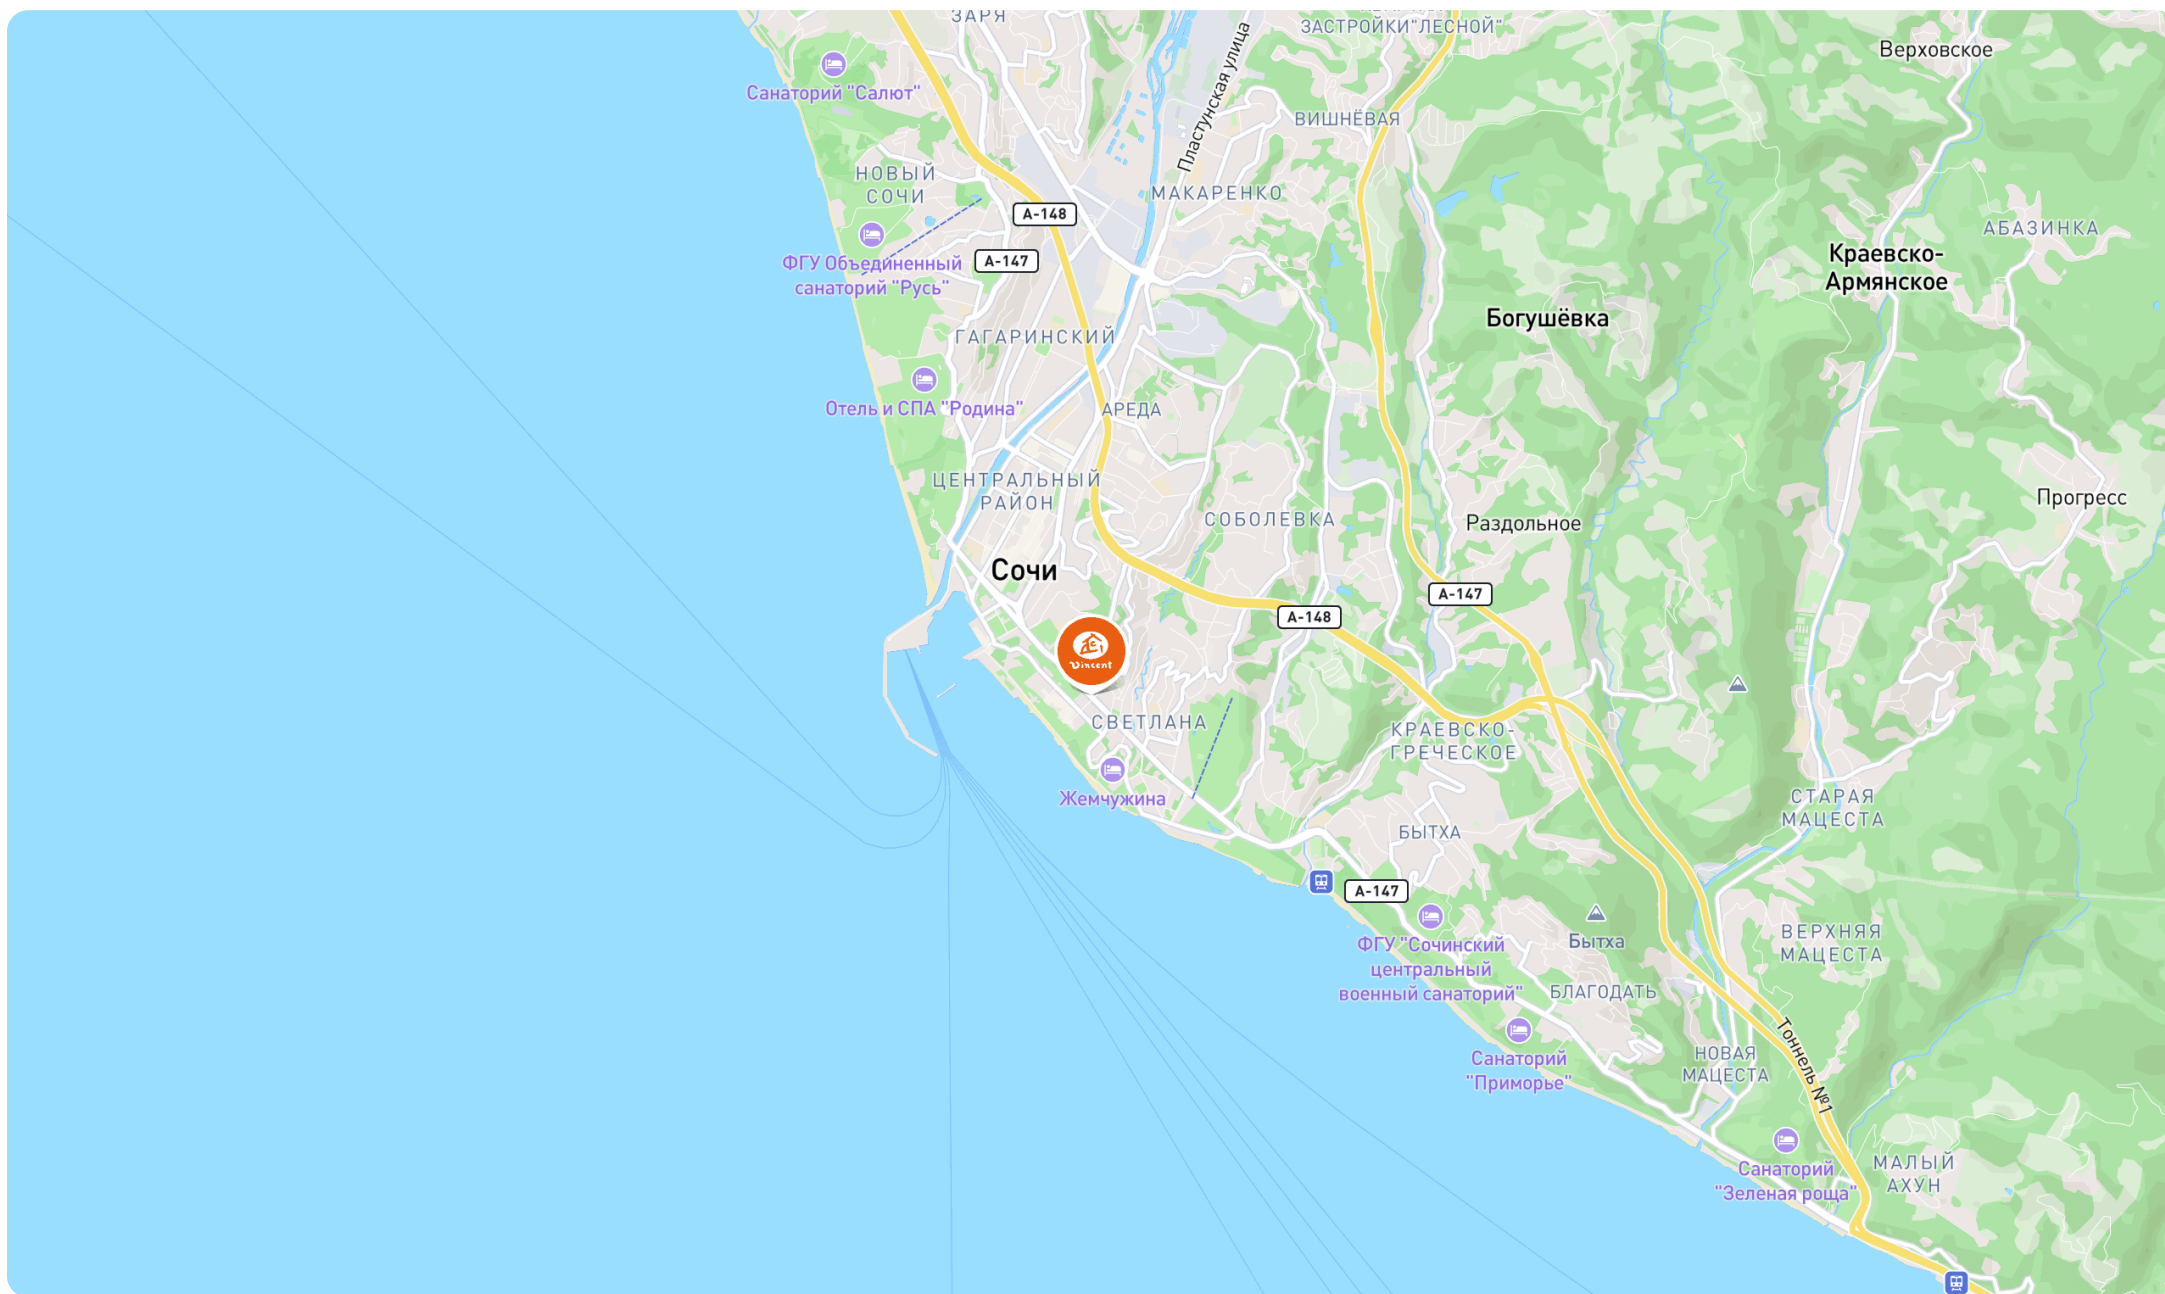 ЗАРЯ
ЗАСТРОЙКИ"ЛЕСНОЙ"
Верховское
Санаторий "Салют"
Пластунская улица
ВИШНЁВАЯ
НОВЫЙ
СОЧИ
МАКАРЕНКО
А-148
АБАЗИНКА
ФГУ Объединенный
санаторий "Русь"
А-147
Краевско-
Армянское
Богушёвка
ГАГАРИНСКИЙ
Отель и СПА "Родина"
АРЕДА
ЦЕНТРАЛЬНЫЙ
РАЙОН
Прогресс
СОБОЛЕВКА
Раздольное
Сочи
А-147
А-148
Vincent
СВЕТЛАНА
КРАЕВСКО-
ГРЕЧЕСКОЕ
Жемчужина
СТАРАЯ
МАЦЕСТА
БЫТХА
А-147
ФГУ "Сочинский
центральный
военный санаторий"
Бытха
ВЕРХНЯЯ
МАЦЕСТА
БЛАГОДАТЬ
Санаторий
"Приморье"
НОВАЯ
МАЦЕСТА
Тоннель №1
Санаторий
"Зеленая роща"
МАЛЫЙ
АХУН